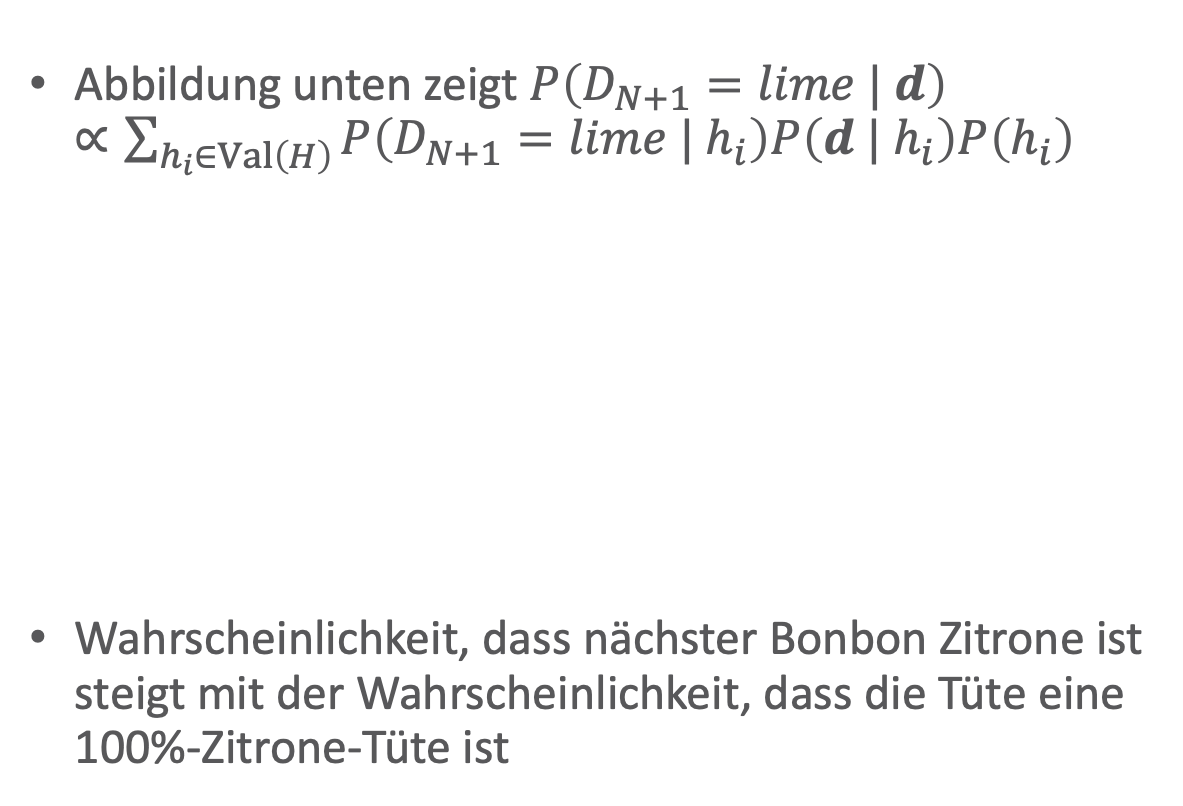 • Abbildung unten zeigt P(D_{N+1} = lime | d)
∝ ∑_{h_i∈Val(H)} P(D_{N+1} = lime | h_i)P(d | h_i)P(h_i)
• Wahrscheinlichkeit, dass nächster Bonbon Zitrone ist
steigt mit der Wahrscheinlichkeit, dass die Tüte eine
100%-Zitrone-Tüte ist